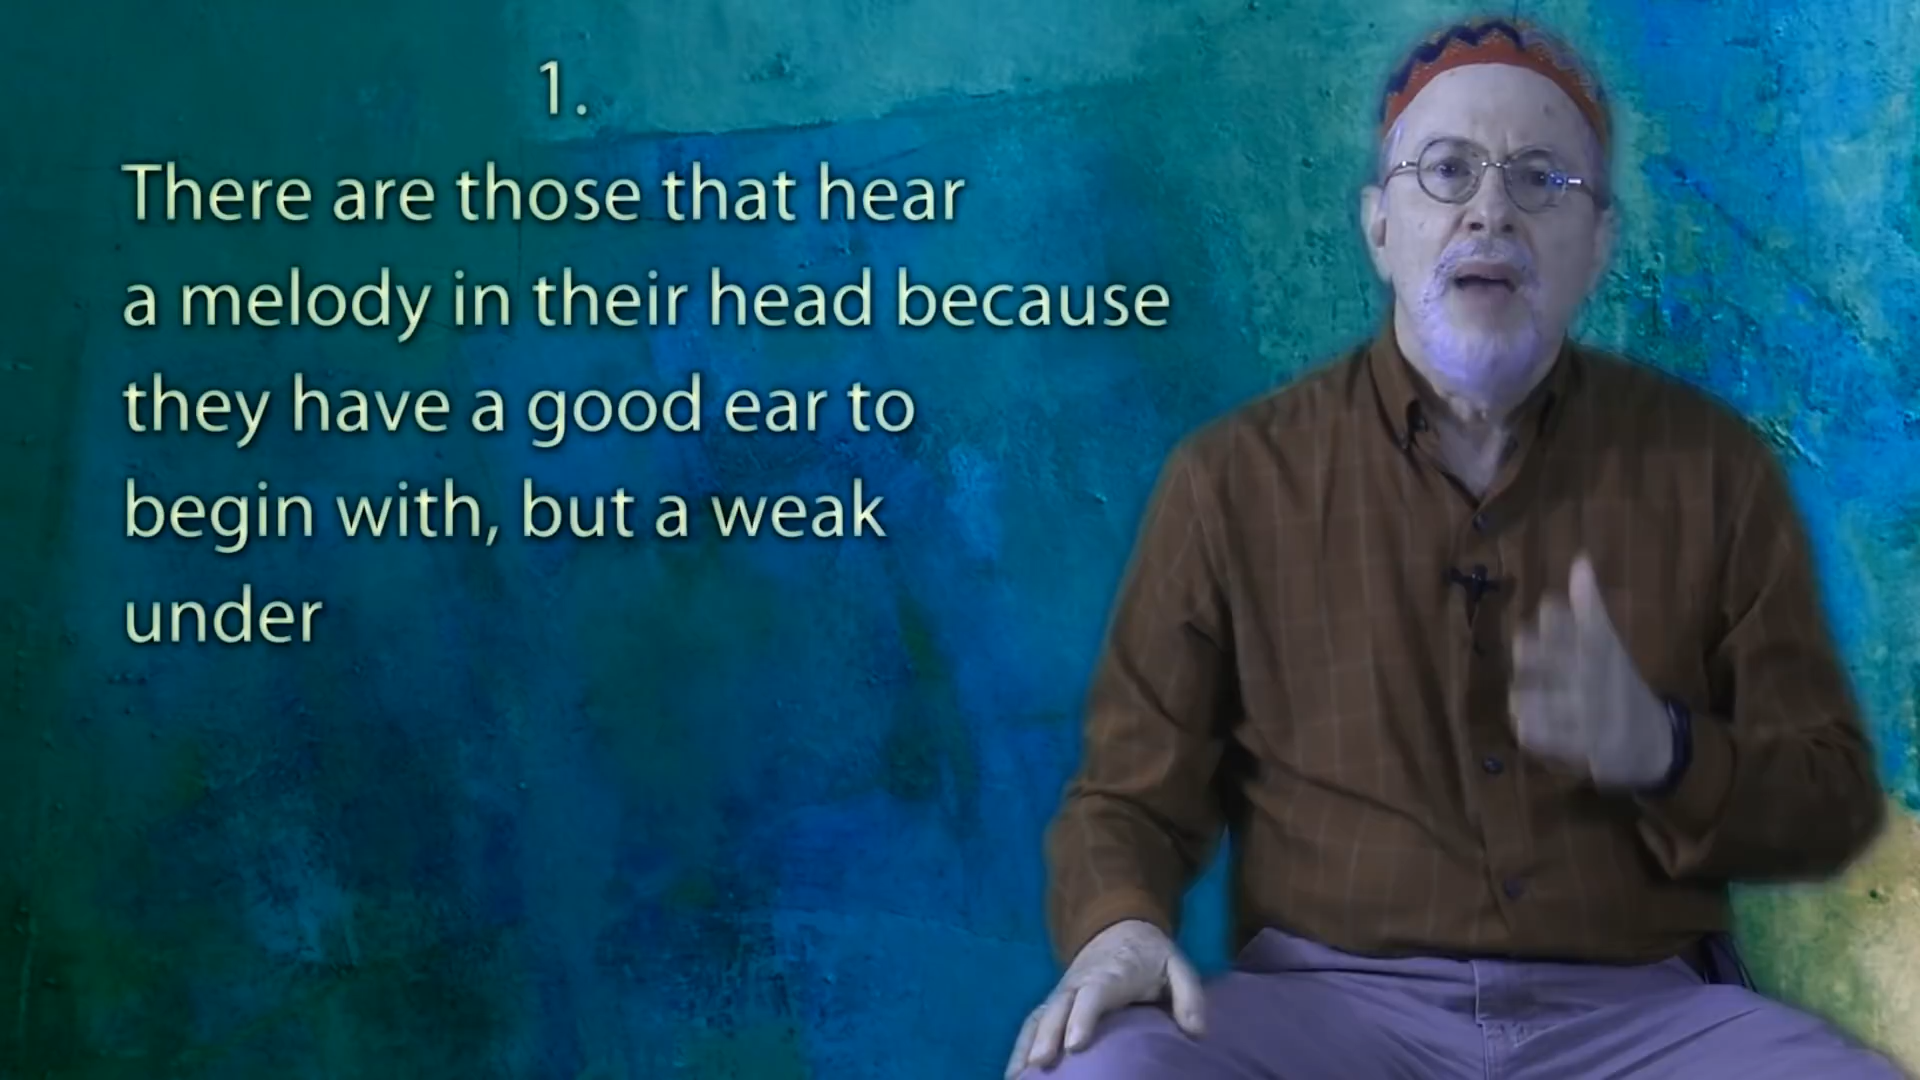 1.
There are those that hear
a melody in their head because
they have a good ear to
begin with, but a weak
under